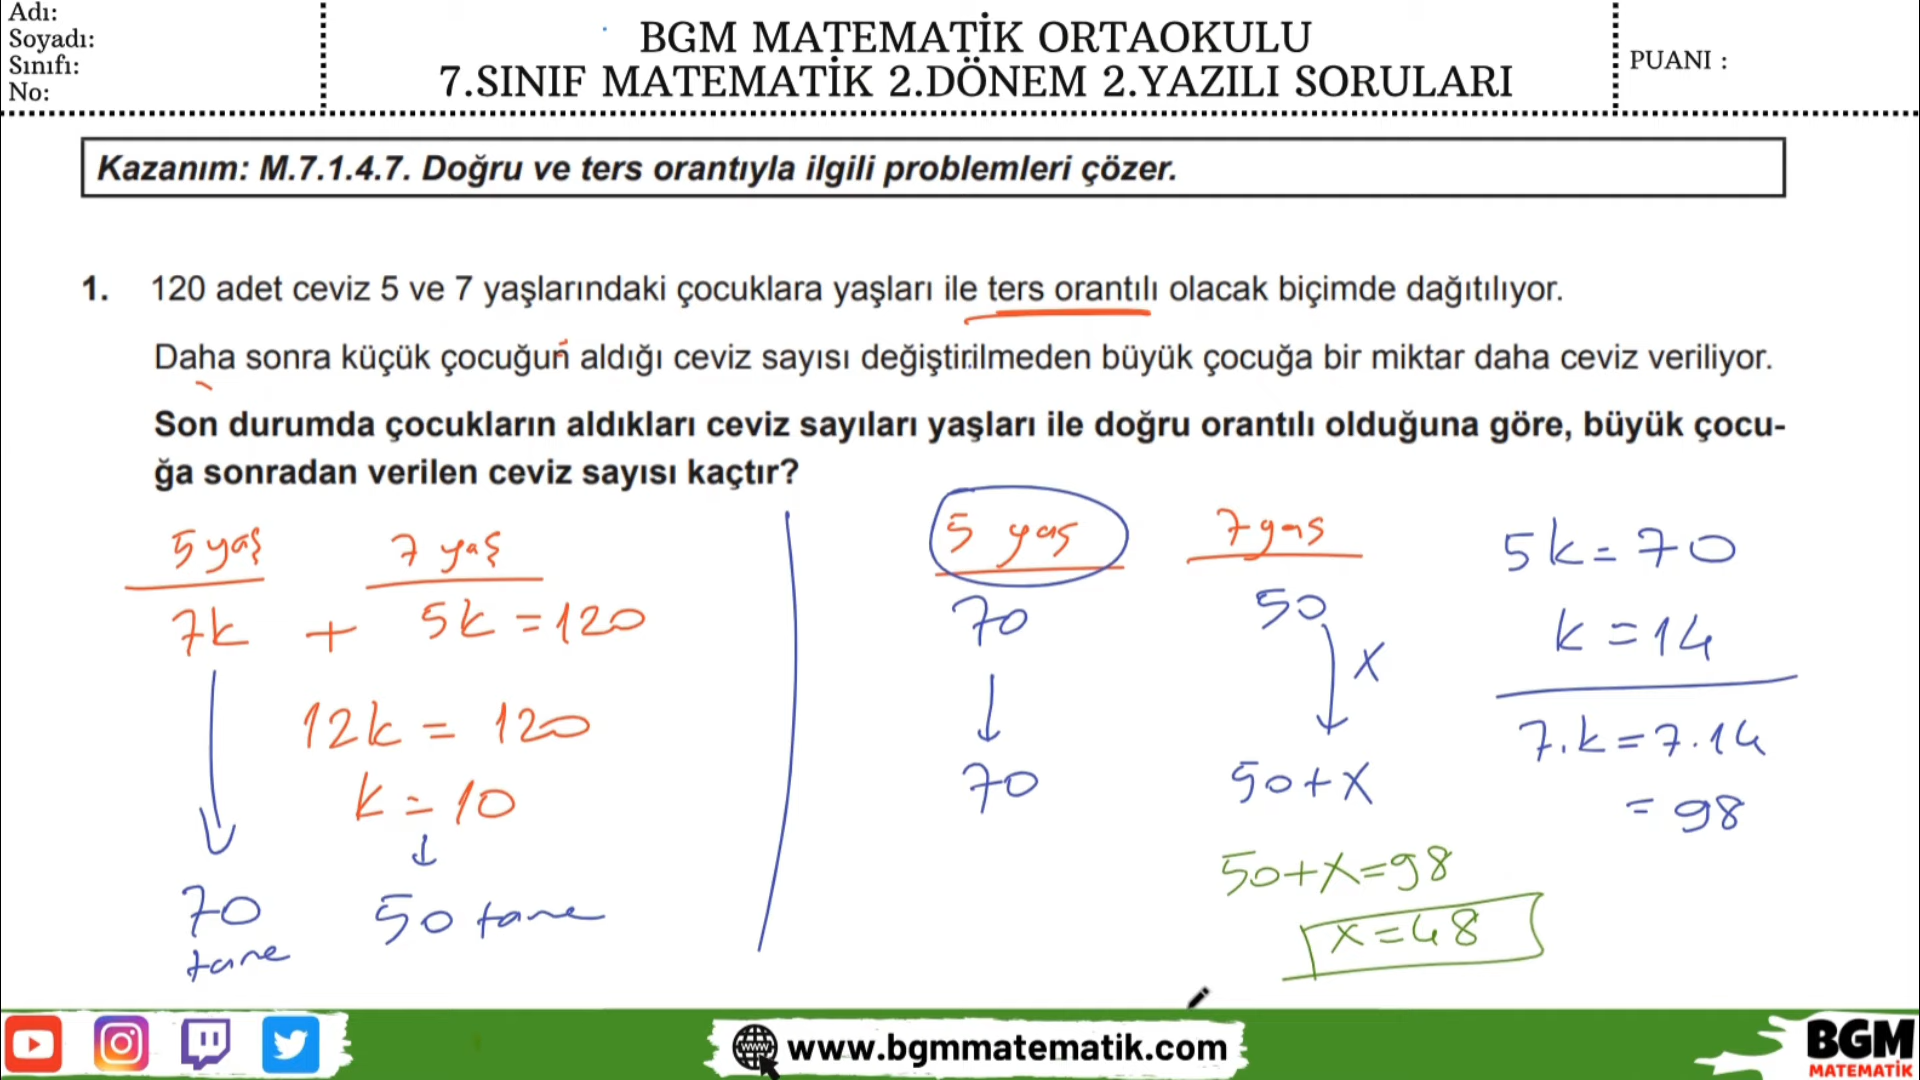 Adı:
Soyadı:
Sınıfı:
No:
BGM MATEMATİK ORTAOKULU
7.SINIF MATEMATİK 2.DÖNEM 2.YAZILI SORULARI
PUANI :
Kazanım: M.7.1.4.7. Doğru ve ters orantıyla ilgili problemleri çözer.
1. 120 adet ceviz 5 ve 7 yaşlarındaki çocuklara yaşları ile ters orantılı olacak biçimde dağıtılıyor.
Daha sonra küçük çocuğun aldığı ceviz sayısı değiştirilmeden büyük çocuğa bir miktar daha ceviz veriliyor.
Son durumda çocukların aldıkları ceviz sayıları yaşları ile doğru orantılı olduğuna göre, büyük çocu-
ğa sonradan verilen ceviz sayısı kaçtır?
5 yaş 7 yaş
7k + 5k = 120
12k = 120
k = 10
70 tane
50 tane
5 yaş 7 yaş
70 50
x
70 50+x
50+x=98
x=48
5k=70
k=14
7.k=7.14
=98
www
www.bgmmatematik.com
BGM
MATEMATİK